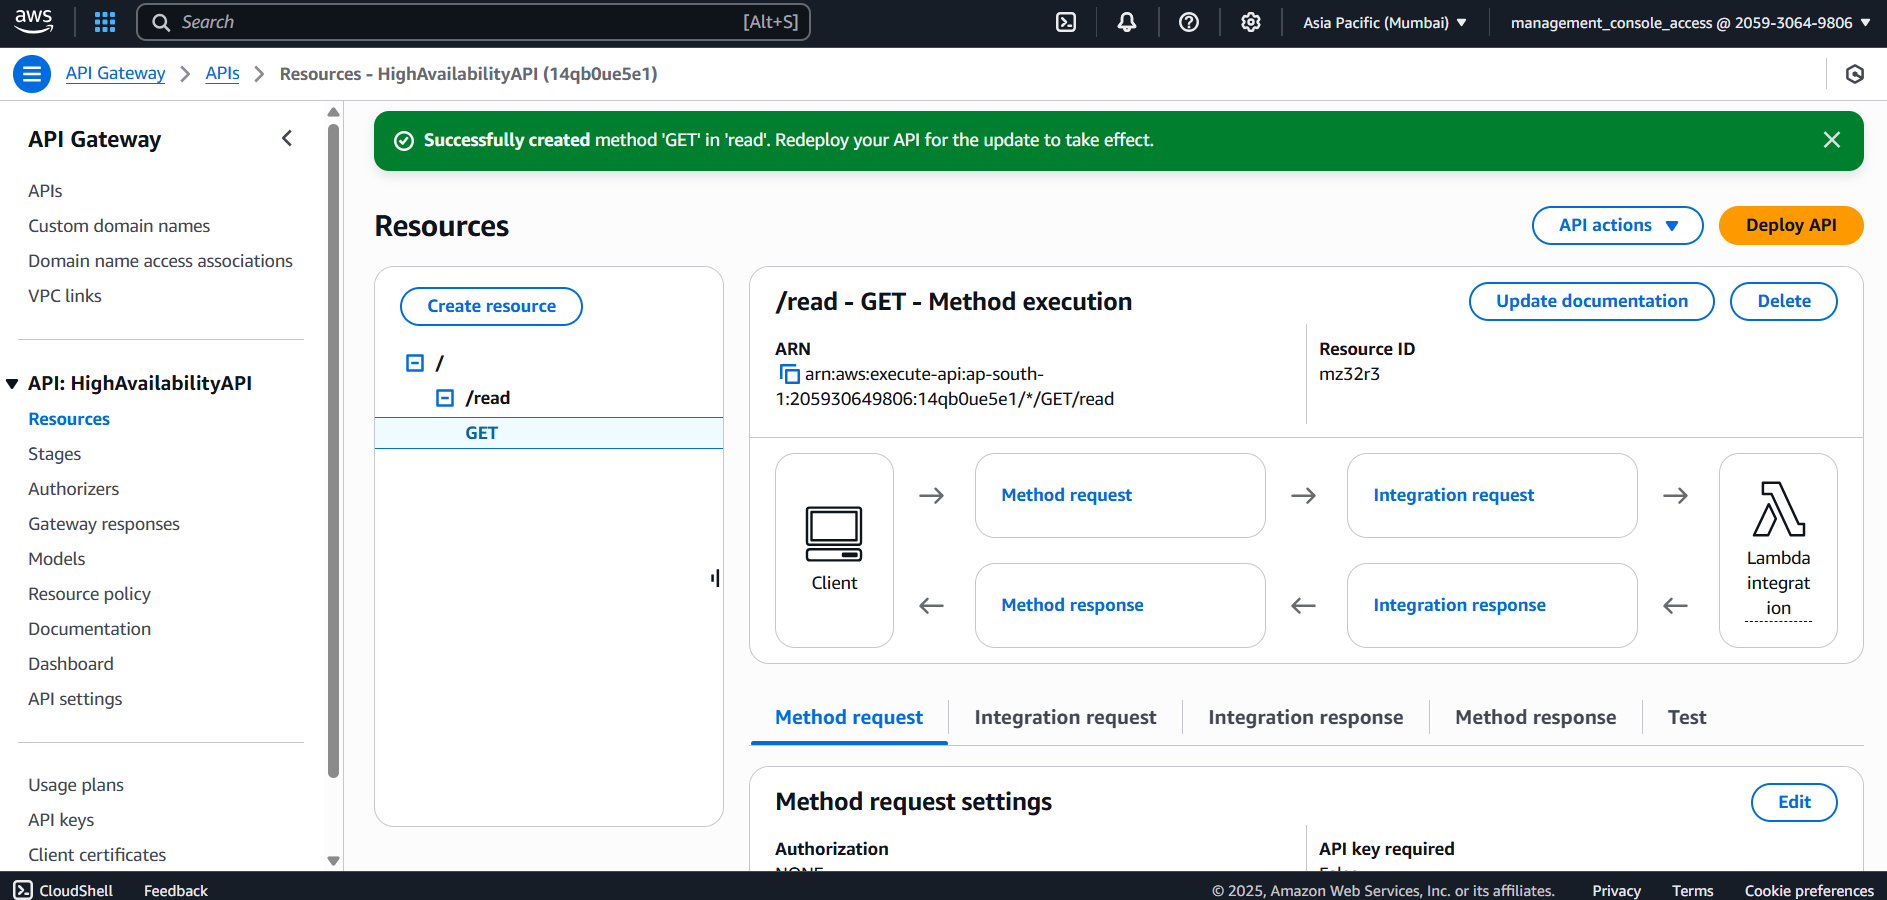 aws
Search [Alt+S]
Asia Pacific (Mumbai) ▼
management_console_access @ 2059-3064-9806 ▼
API Gateway > APIs > Resources - HighAvailabilityAPI (14qb0ue5e1)
API Gateway
APIs
Custom domain names
Domain name access associations
VPC links
API: HighAvailabilityAPI
Resources
Stages
Authorizers
Gateway responses
Models
Resource policy
Documentation
Dashboard
API settings
Usage plans
API keys
Client certificates
Successfully created method 'GET' in 'read'. Redeploy your API for the update to take effect.
Resources
API actions ▼
Deploy API
Create resource
/
/read
GET
/read - GET - Method execution
Update documentation
Delete
ARN
arn:aws:execute-api:ap-south-
1:205930649806:14qb0ue5e1/*/GET/read
Resource ID
mz32r3
Client
Method request
Integration request
Method response
Integration response
Lambda
integrat
ion
Method request
Integration request
Integration response
Method response
Test
Method request settings
Edit
Authorization
NONE
API key required
False
CloudShell
Feedback
© 2025, Amazon Web Services, Inc. or its affiliates.
Privacy
Terms
Cookie preferences